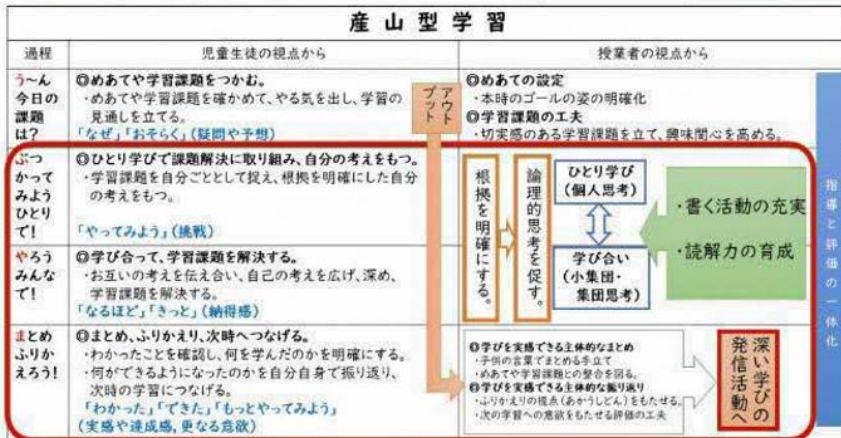 産山型学習
過程
児童生徒の視点から
授業者の視点から
う～ん
今日の
課題
は？
◎めあてや学習課題をつかむ。
・めあてや学習課題を確かめて、やる気を出し、学習の
見通しを立てる。
「なぜ」「おそらく」（疑問や予想）
アウト
プット
◎めあての設定
・本時のゴールの姿の明確化
◎学習課題の工夫
・切実感のある学習課題を立て、興味関心を高める。
ぶつ
かって
みよう
ひとり
で！
◎ひとり学びで課題解決に取り組み、自分の考えをもつ。
・学習課題を自分ごととして捉え、根拠を明確にした自分
の考えをもつ。
「やってみよう」（挑戦）
やろう
みんな
で！
◎学び合って、学習課題を解決する。
・お互いの考えを伝え合い、自己の考えを広げ、深め、
学習課題を解決する。
「なるほど」「きっと」（納得感）
根拠を明確にする。
論理的思考を促す。
ひとり学び
（個人思考）
学び合い
（小集団・
集団思考）
・書く活動の充実
・読解力の育成
指導と評価の一体化
まとめ
ふりか
えろう！
◎まとめ、ふりかえり、次時へつなげる。
・わかったことを確認し、何を学んだのかを明確にする。
・何ができるようになったのかを自分自身で振り返り、
次時の学習につなげる。
「わかった」「できた」「もっとやってみよう」
（実感や達成感，更なる意欲）
◎学びを実感できる主体的なまとめ
・子供の言葉でまとめる手立て
・めあてや学習課題との整合を図る。
◎学びを実感できる主体的な振り返り
・ふりかえりの視点（あかうしどん）をもたせる。
・次の学習への意欲をもたせる評価の工夫
深い学びの
発信活動へ